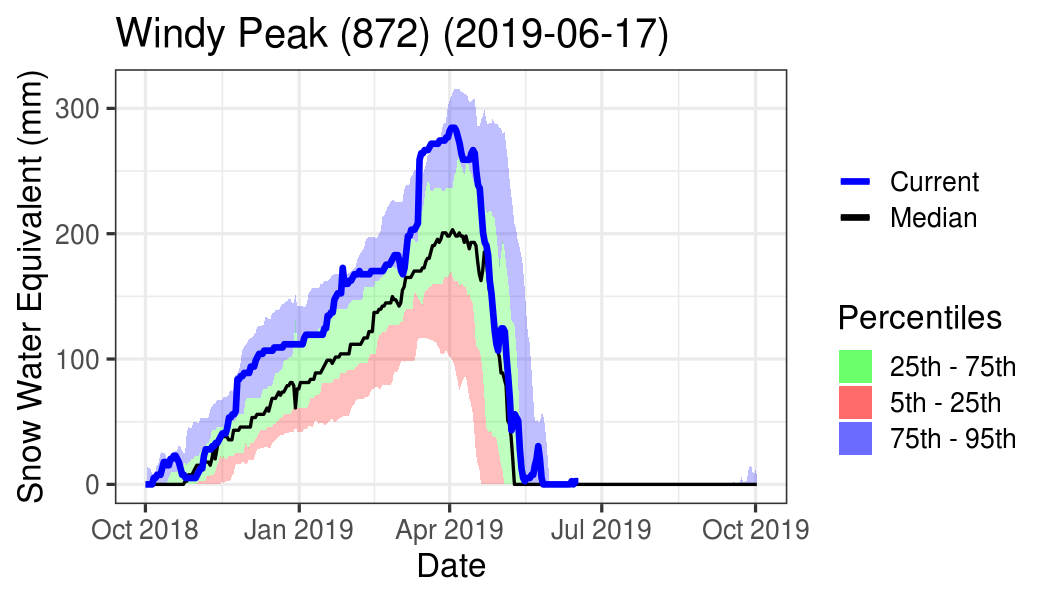 Windy Peak (872) (2019-06-17)
Snow Water Equivalent (mm)
300
200
100
0
Oct 2018 Jan 2019 Apr 2019 Jul 2019 Oct 2019
Date
Current
Median
Percentiles
25th - 75th
5th - 25th
75th - 95th